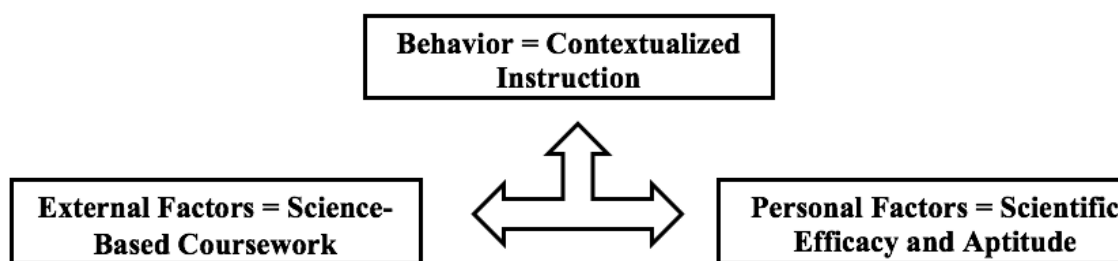 Behavior = Contextualized
Instruction
External Factors = Science-
Based Coursework
Personal Factors = Scientific
Efficacy and Aptitude